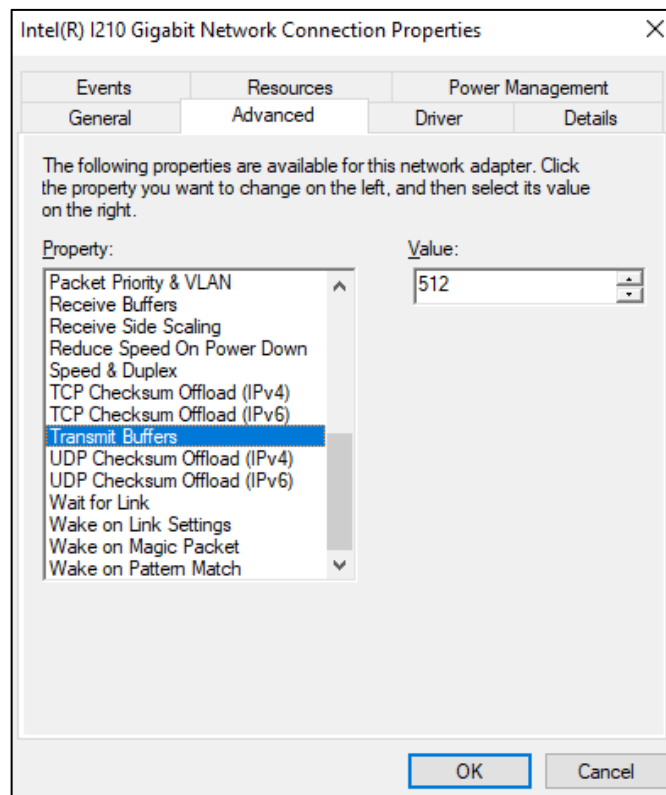 Intel(R) I210 Gigabit Network Connection Properties
Events Resources Power Management
General Advanced Driver Details
The following properties are available for this network adapter. Click
the property you want to change on the left, and then select its value
on the right.
Property:
Packet Priority & VLAN
Receive Buffers
Receive Side Scaling
Reduce Speed On Power Down
Speed & Duplex
TCP Checksum Offload (IPv4)
TCP Checksum Offload (IPv6)
Transmit Buffers
UDP Checksum Offload (IPv4)
UDP Checksum Offload (IPv6)
Wait for Link
Wake on Link Settings
Wake on Magic Packet
Wake on Pattern Match
Value:
512
OK Cancel